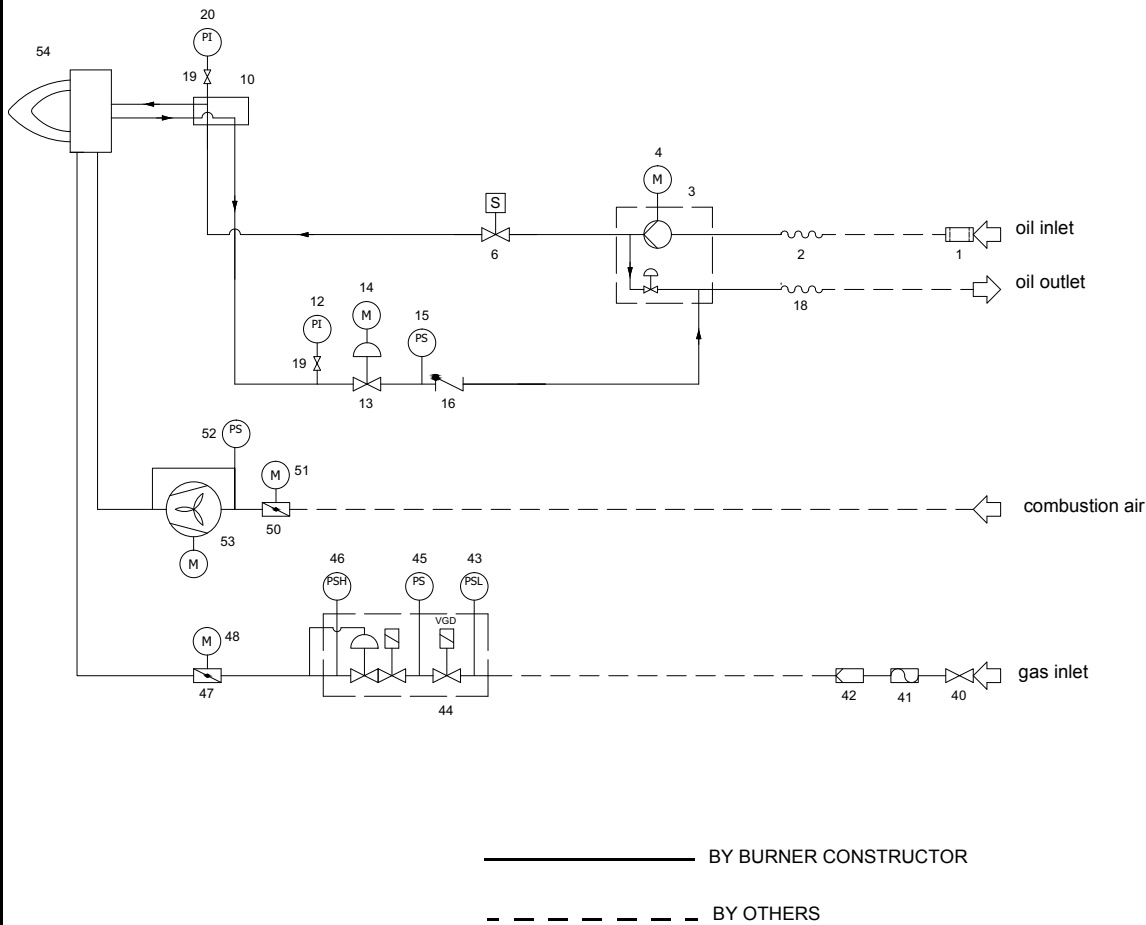 20
PI
54
19
10
4
M
3
S
6
2
1
oil inlet
18
oil outlet
12
PI
19
14
M
13
15
PS
16
52
PS
M
51
50
53
M
combustion air
46
PSH
45
PS
43
PSL
VGD
44
M
48
47
42
41
40
gas inlet
BY BURNER CONSTRUCTOR
BY OTHERS